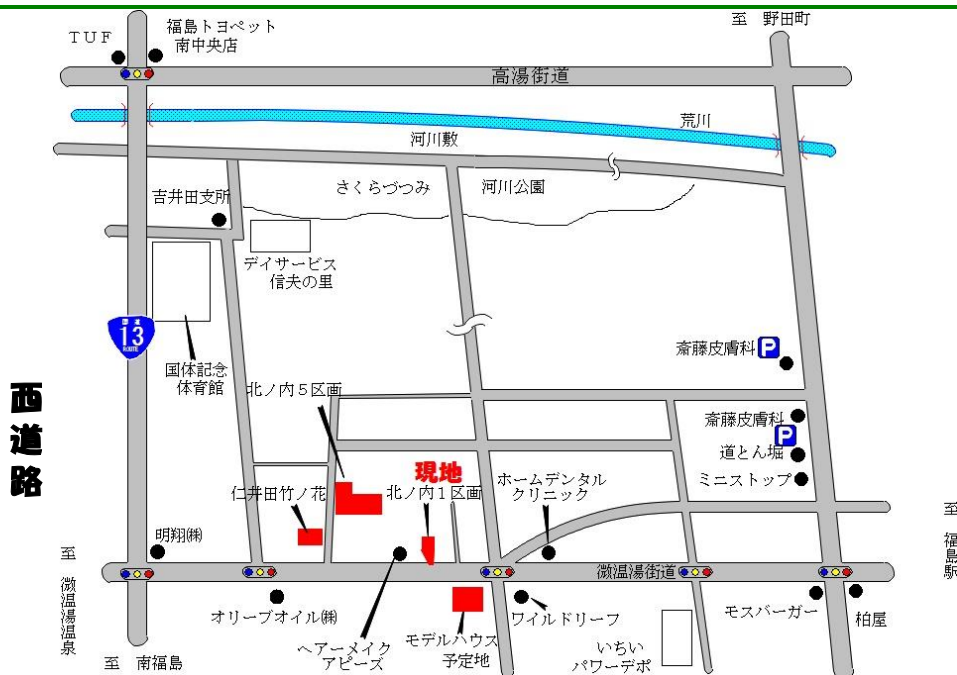 至 野田町
福島トヨペット
南中央店
TUF
高湯街道
荒川
河川敷
さくらづつみ 河川公園
吉井田支所
デイサービス
信夫の里
国道
13
ROUTE
国体記念
体育館
斎藤皮膚科 P
西道路
北ノ内5区画
斎藤皮膚科
P
道とん堀
ミニストップ
現地
北ノ内1区画
ホームデンタル
クリニック
仁井田竹ノ花
明翔㈱
至 微温湯温泉
至 福島駅
微温湯街道
オリーブオイル㈱
ヘアーメイク
アピーズ
モデルハウス
予定地
ワイルドリーフ
いちい
パワーデポ
モスバーガー
柏屋
至 南福島